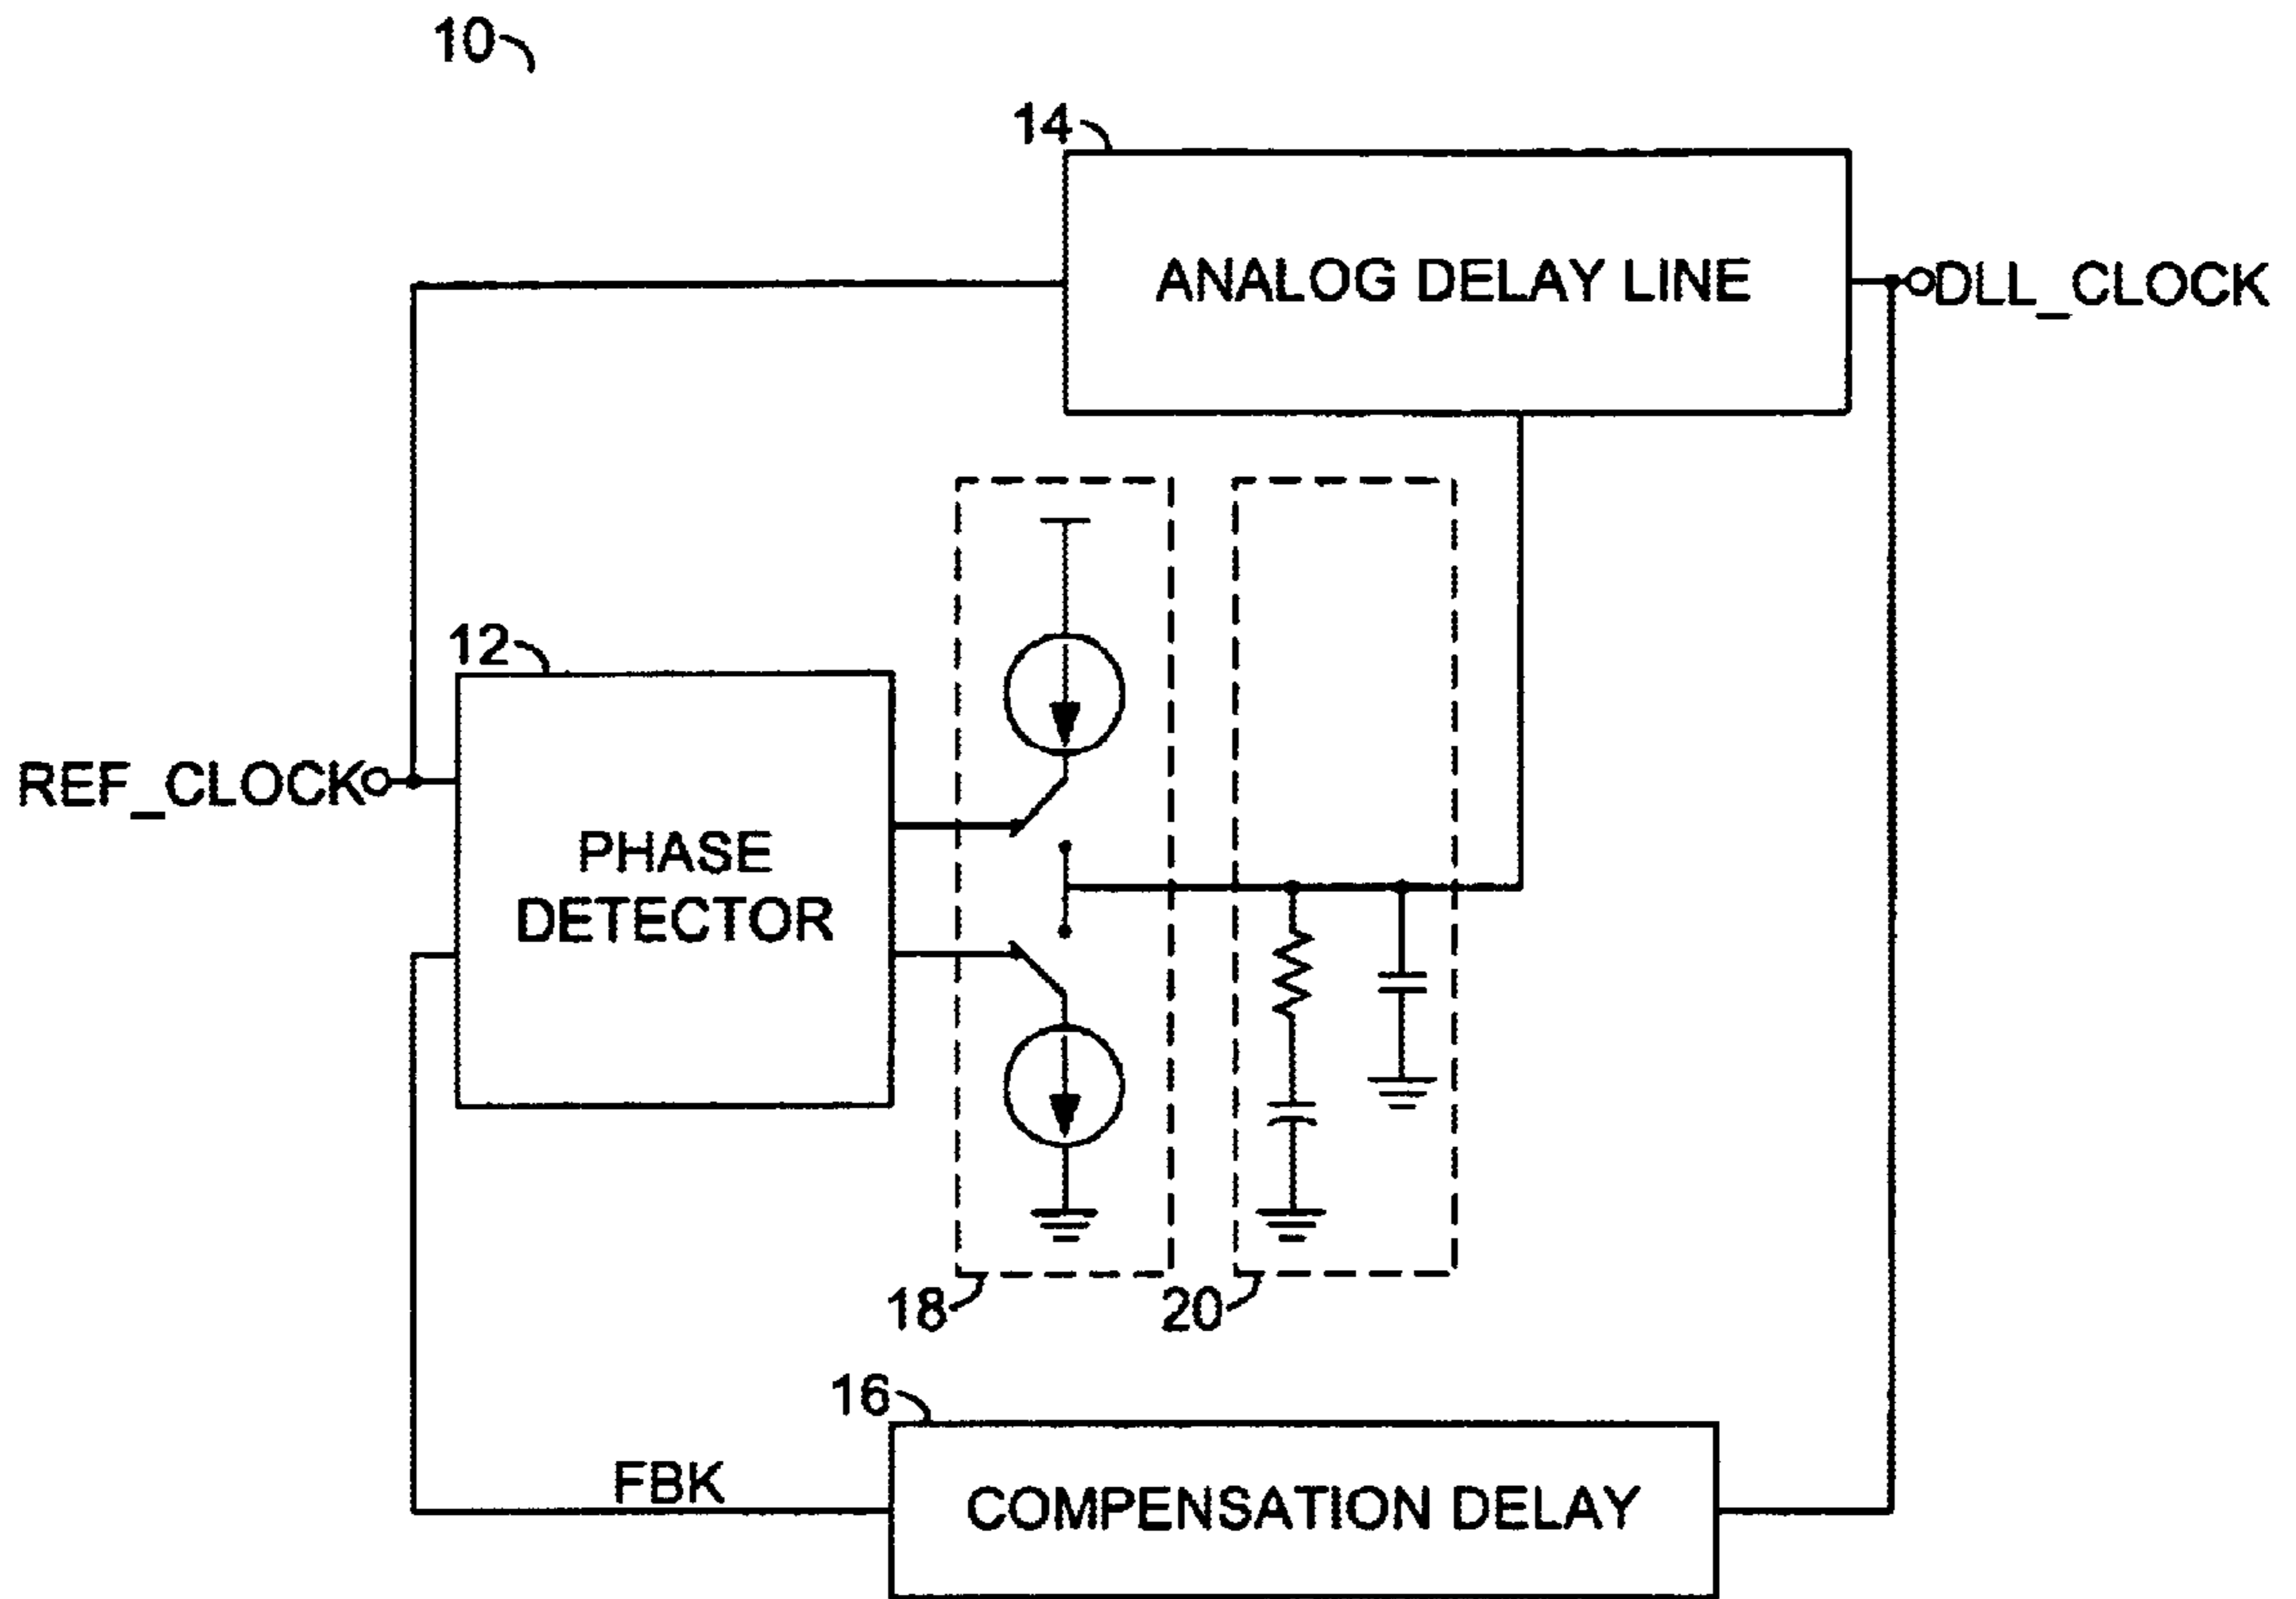 10
14
ANALOG DELAY LINE
DLL_CLOCK
12
REF_CLOCK
PHASE
DETECTOR
18
20
16
FBK
COMPENSATION DELAY